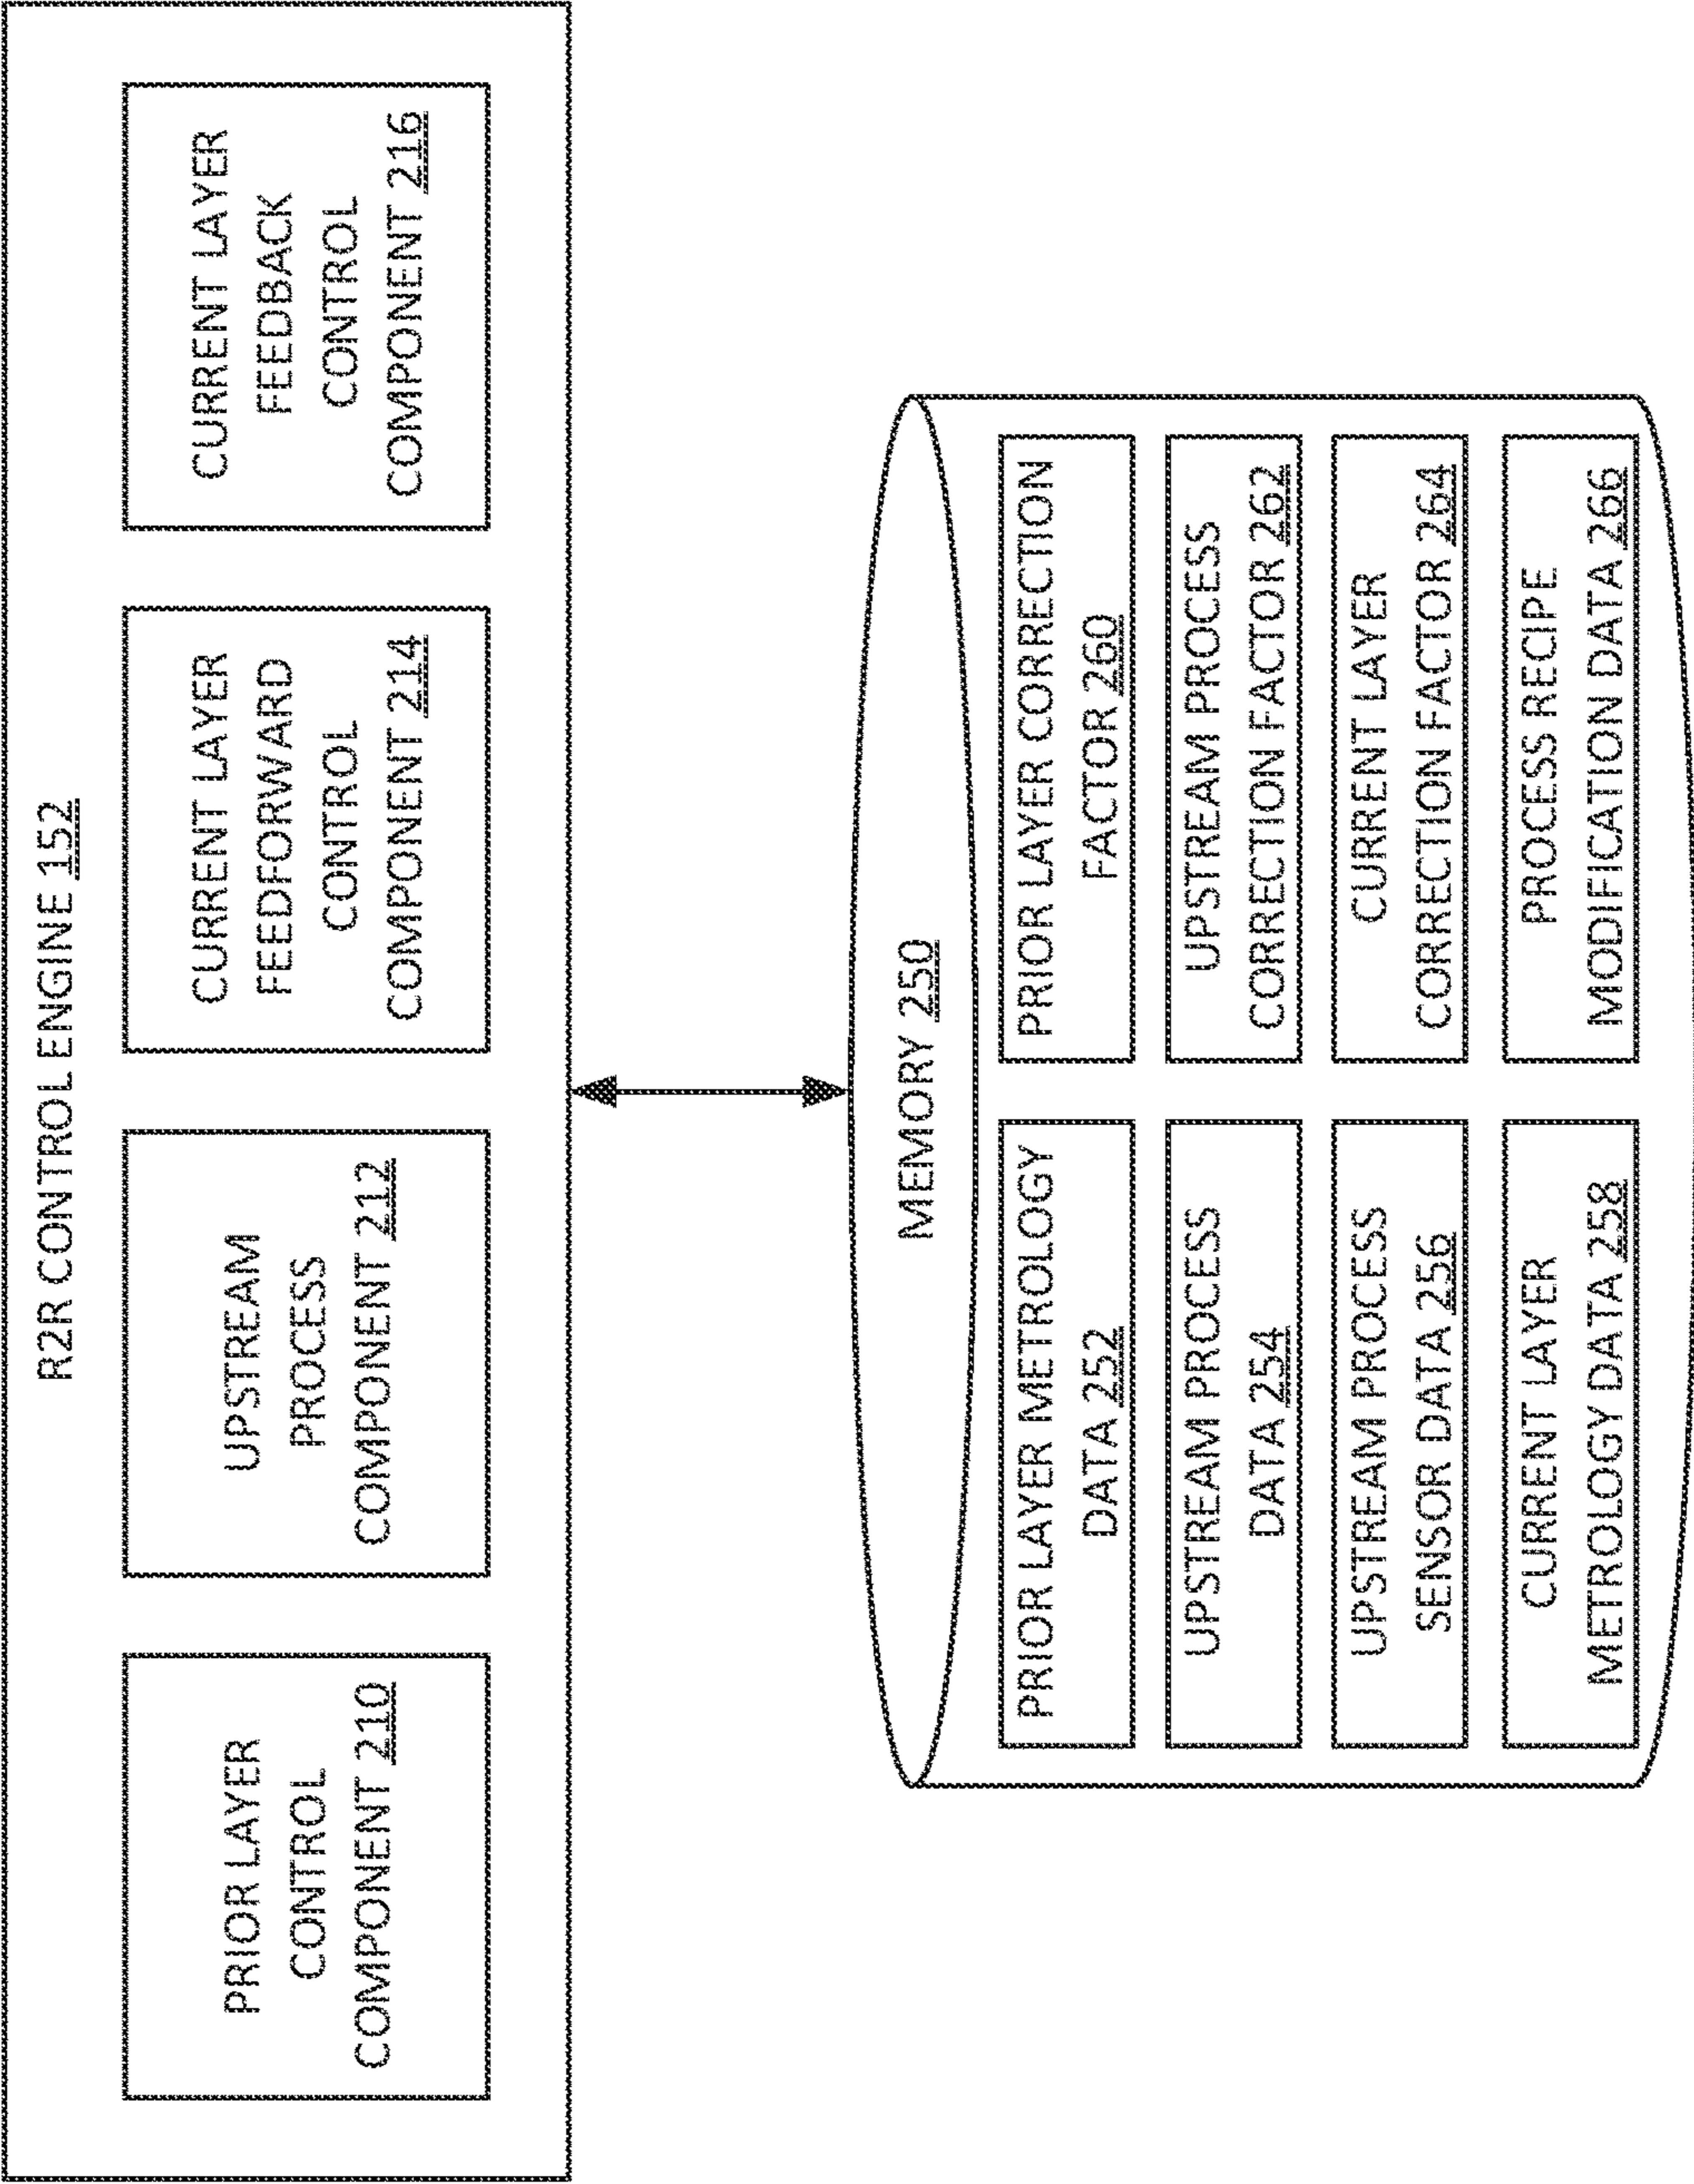 R2R CONTROL ENGINE 152
PRIOR LAYER
CONTROL
COMPONENT 210
UPSTREAM
PROCESS
COMPONENT 212
CURRENT LAYER
FEEDFORWARD
CONTROL
COMPONENT 214
CURRENT LAYER
FEEDBACK
CONTROL
COMPONENT 216
MEMORY 250
PRIOR LAYER METROLOGY
DATA 252
PRIOR LAYER CORRECTION
FACTOR 260
UPSTREAM PROCESS
DATA 254
UPSTREAM PROCESS
CORRECTION FACTOR 262
UPSTREAM PROCESS
SENSOR DATA 256
CURRENT LAYER
CORRECTION FACTOR 264
CURRENT LAYER
METROLOGY DATA 258
PROCESS RECIPE
MODIFICATION DATA 266